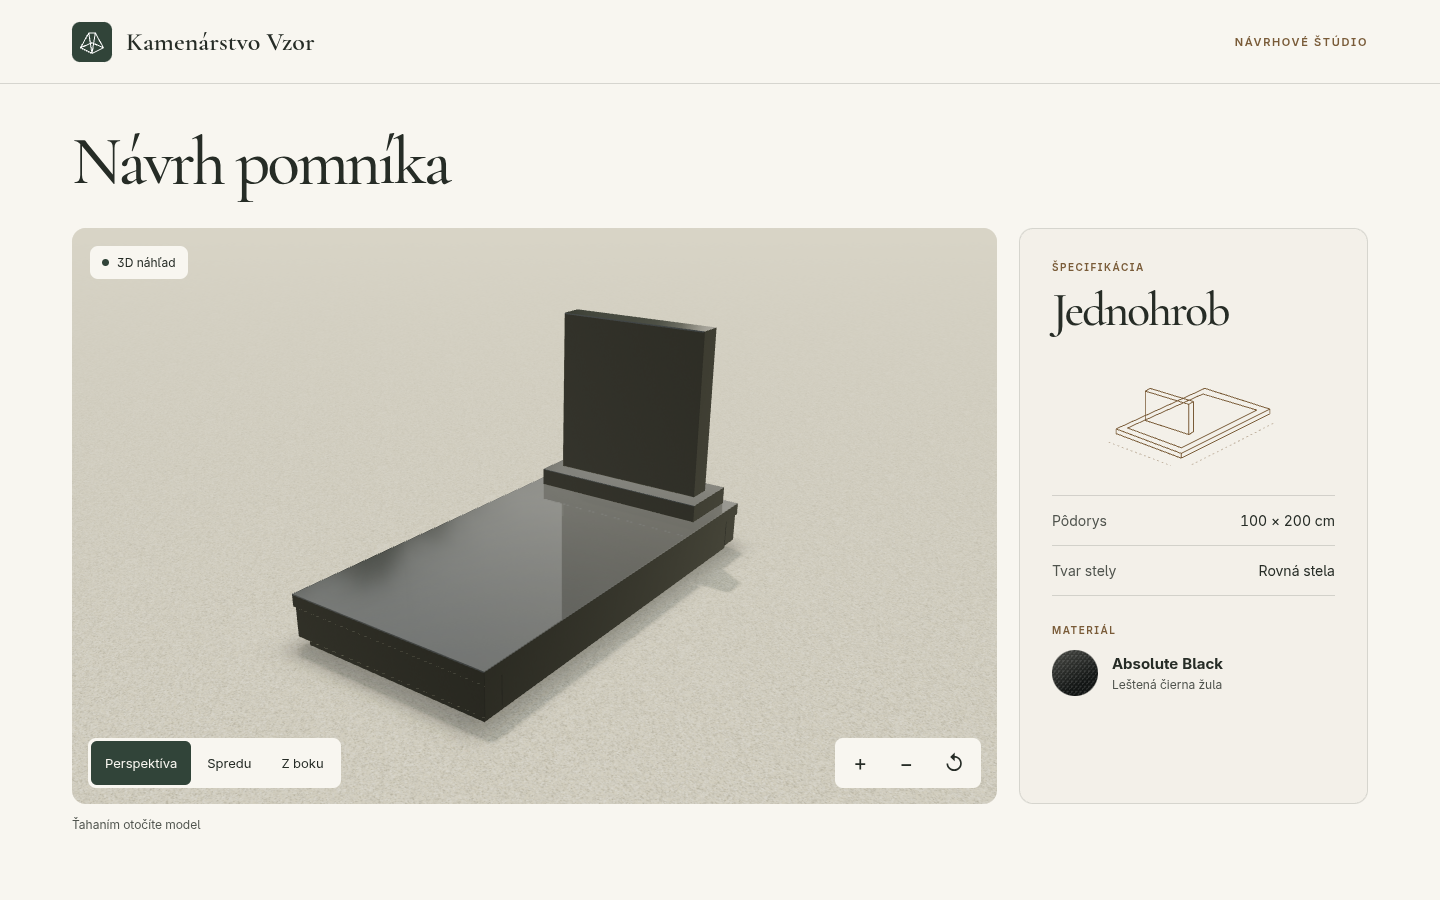 Kamenárstvo Vzor
NÁVRHOVÉ ŠTÚDIO
Návrh pomníka
3D náhľad
Perspektíva
Spredu
Z boku
+
−
Ťahaním otočíte model
ŠPECIFIKÁCIA
Jednohrob
Pôdorys
100 × 200 cm
Tvar stely
Rovná stela
MATERIÁL
Absolute Black
Leštená čierna žula